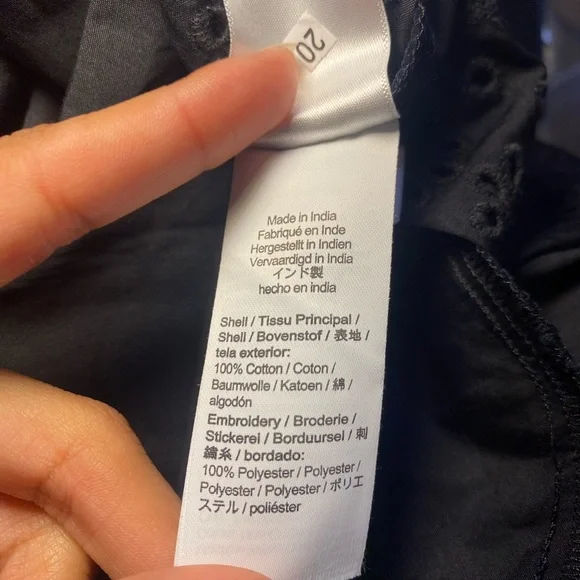 20
Made in India
Fabriqué en Inde
Hergestellt in Indien
Vervaardigd in India
インド製
hecho en india
Shell / Tissu Principal /
Shell / Bovenstof / 表地 /
tela exterior:
100% Cotton / Coton /
Baumwolle / Katoen / 綿 /
algodón
Embroidery / Broderie /
Stickerei / Borduursel / 刺
繍糸 / bordado:
100% Polyester / Polyester /
Polyester / Polyester / ポリエ
ステル / poliéster